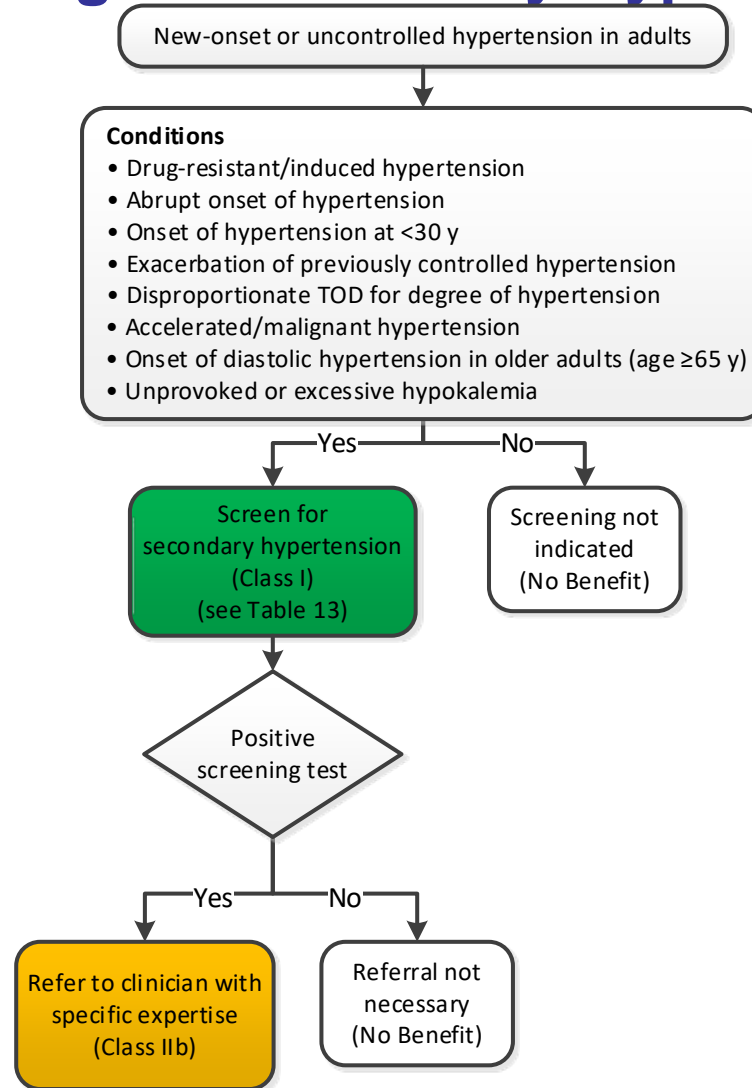 New-onset or uncontrolled hypertension in adults
Conditions
• Drug-resistant/induced hypertension
• Abrupt onset of hypertension
• Onset of hypertension at <30 y
• Exacerbation of previously controlled hypertension
• Disproportionate TOD for degree of hypertension
• Accelerated/malignant hypertension
• Onset of diastolic hypertension in older adults (age ≥65 y)
• Unprovoked or excessive hypokalemia
Yes
No
Screen for
secondary hypertension
(Class I)
(see Table 13)
Screening not
indicated
(No Benefit)
Positive
screening test
Yes
No
Refer to clinician with
specific expertise
(Class IIb)
Referral not
necessary
(No Benefit)